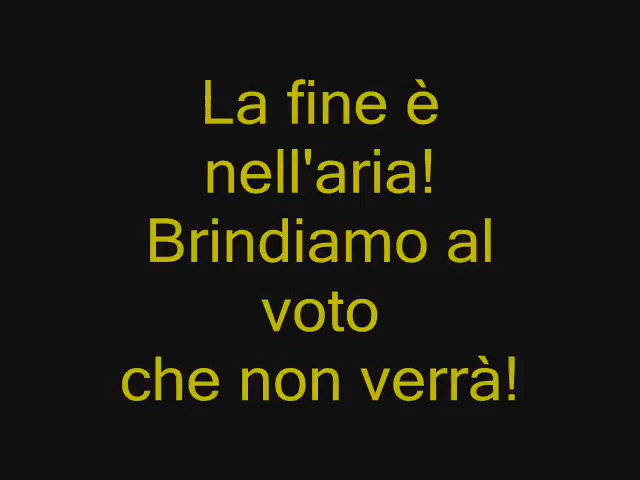 La fine è
nell'aria!
Brindiamo al
voto
che non verrà!